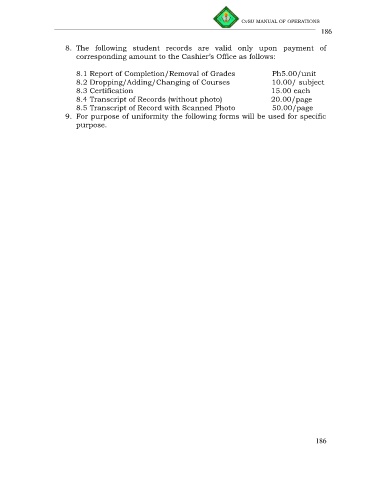 CvSU MANUAL OF OPERATIONS
186
8. The following student records are valid only upon payment of
corresponding amount to the Cashier's Office as follows:
8.1 Report of Completion/Removal of Grades Ph5.00/unit
8.2 Dropping/Adding/Changing of Courses 10.00/ subject
8.3 Certification 15.00 each
8.4 Transcript of Records (without photo) 20.00/page
8.5 Transcript of Record with Scanned Photo 50.00/page
9. For purpose of uniformity the following forms will be used for specific
purpose.
186